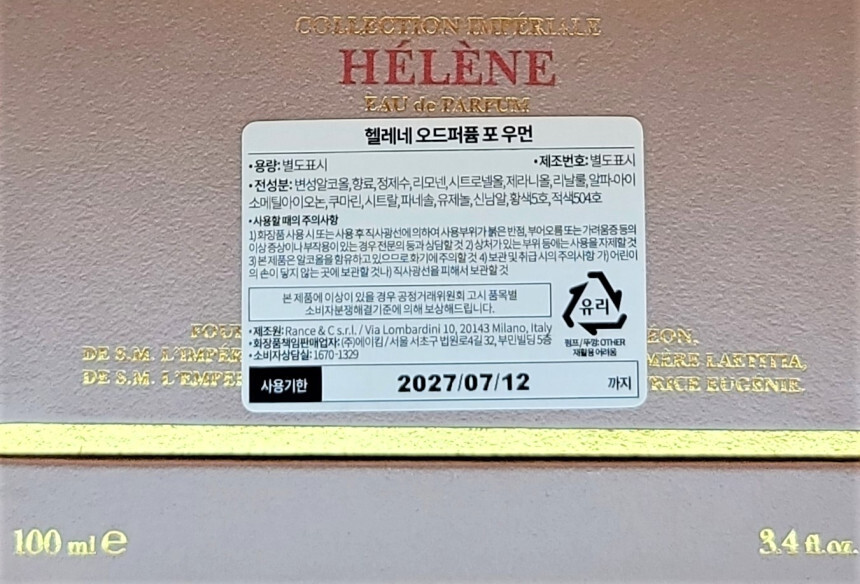 COLLECTION IMPÉRIALE
HÉLÈNE
EAU de PARFUM
헬레네 오드퍼퓸 포 우먼
•용량:별도표시 •제조번호:별도표시
•전성분: 변성알코올,향료,정제수,리모넨,시트로넬올,제라니올,리날룰,알파-아이
소메틸아이오논,쿠마린,시트랄,파네솔,유제놀,신남알,황색5호,적색504호
•사용할 때의 주의사항
1) 화장품 사용 시 또는 사용 후 직사광선에 의하여 사용부위가 붉은 반점, 부어오름 또는 가려움증 등의
이상 증상이나 부작용이 있는 경우 전문의 등과 상담할 것 2) 상처가 있는 부위 등에는 사용을 자제할 것
3) 본 제품은 알코올을 함유하고 있으므로 화기에 주의할 것 4) 보관 및 취급 시의 주의사항 가) 어린이
의 손이 닿지 않는 곳에 보관할 것 나) 직사광선을 피해서 보관할 것
본 제품에 이상이 있을 경우 공정거래위원회 고시 품목별
소비자분쟁해결기준에 의해 보상해드립니다.
유리
펌프/뚜껑: OTHER
재활용 어려움
•제조원: Rance & C s.r.l. / Via Lombardini 10, 20143 Milano, Italy
•화장품책임판매업자: (주)에이킴 / 서울 서초구 법원로4길 32, 부민빌딩 5층
•소비자상담실: 1670-1329
DE S.M. L'EMPER MÈRE LAETITIA,
DE S.M. L'EMPE RICE EUGÉNIE.
사용기한 2027/07/12 까지
100 ml e 3.4 fl.oz.